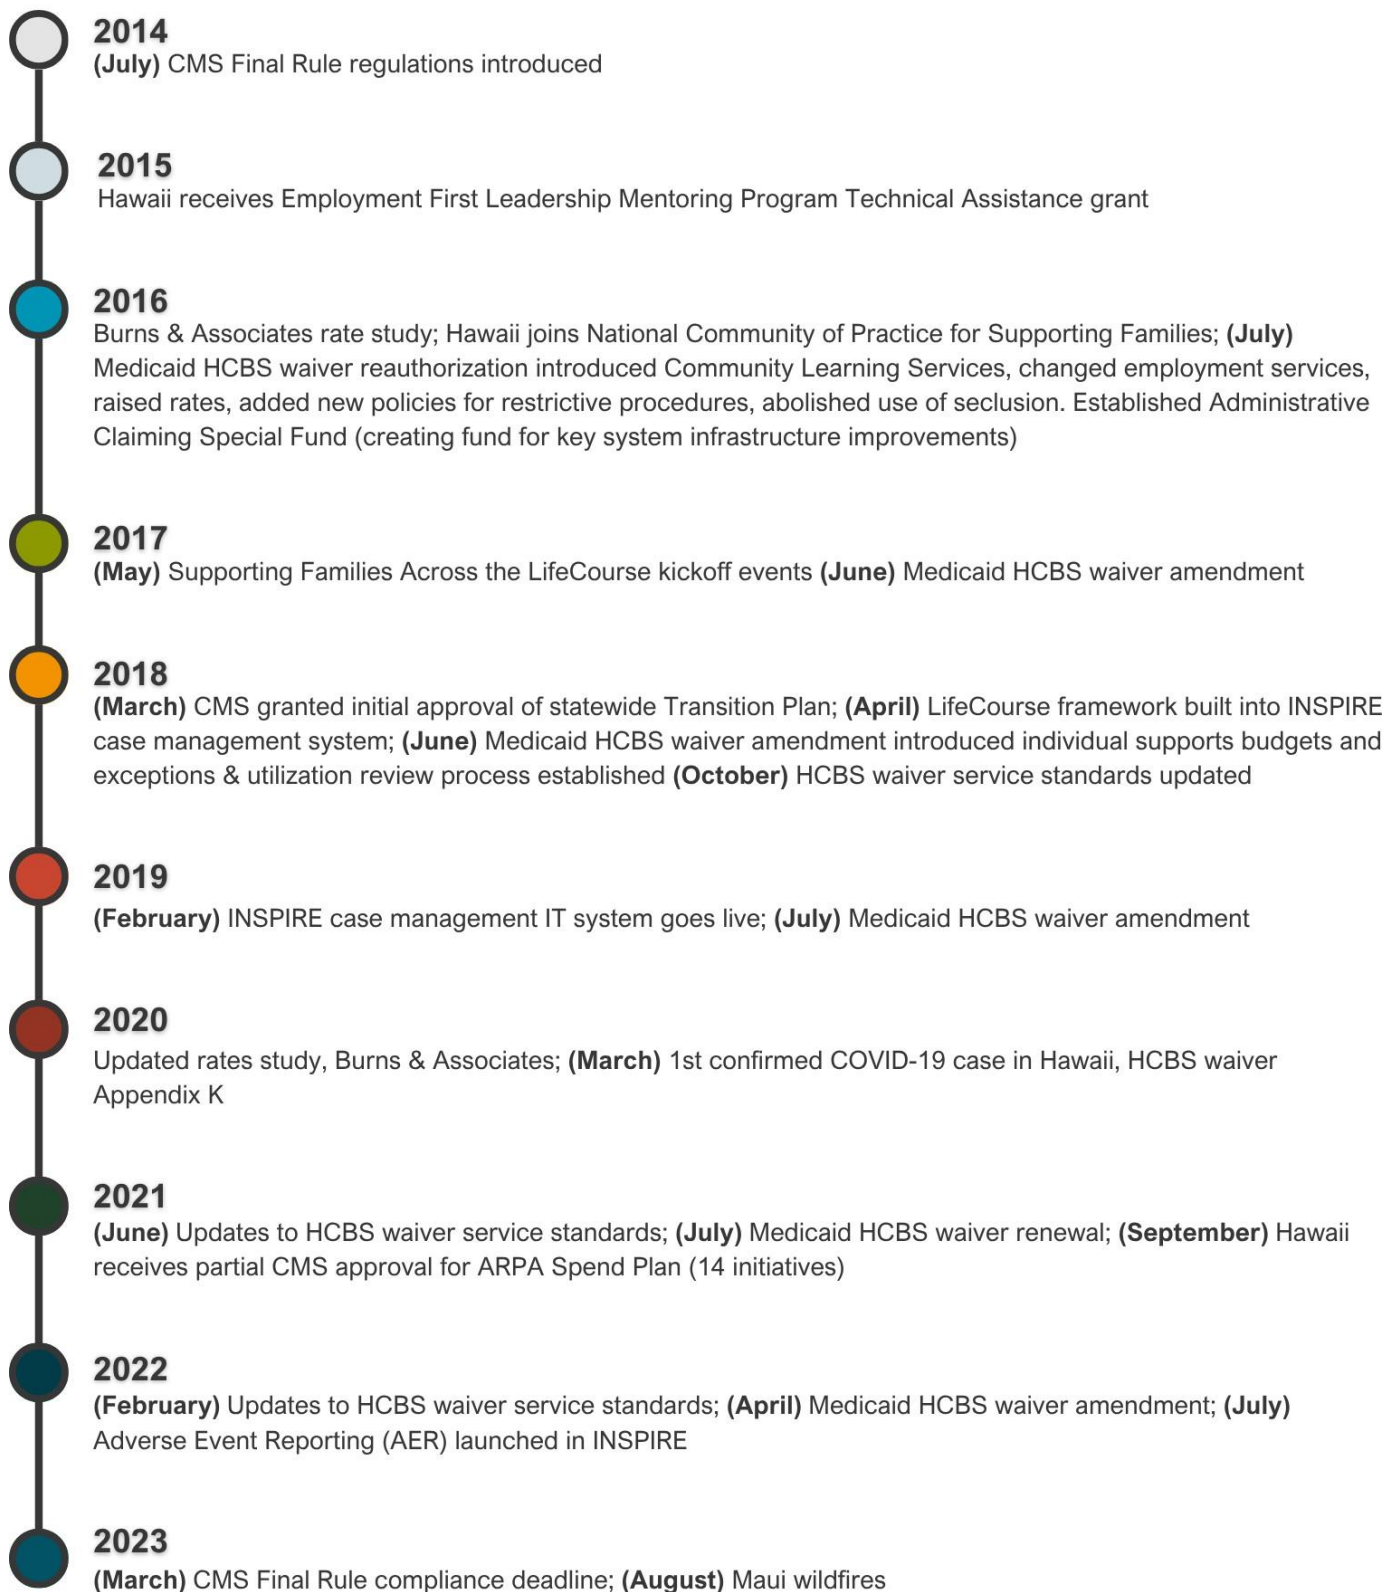 2014
(July) CMS Final Rule regulations introduced
2015
Hawaii receives Employment First Leadership Mentoring Program Technical Assistance grant
2016
Burns & Associates rate study; Hawaii joins National Community of Practice for Supporting Families; (July)
Medicaid HCBS waiver reauthorization introduced Community Learning Services, changed employment services,
raised rates, added new policies for restrictive procedures, abolished use of seclusion. Established Administrative
Claiming Special Fund (creating fund for key system infrastructure improvements)
2017
(May) Supporting Families Across the LifeCourse kickoff events (June) Medicaid HCBS waiver amendment
2018
(March) CMS granted initial approval of statewide Transition Plan; (April) LifeCourse framework built into INSPIRE
case management system; (June) Medicaid HCBS waiver amendment introduced individual supports budgets and
exceptions & utilization review process established (October) HCBS waiver service standards updated
2019
(February) INSPIRE case management IT system goes live; (July) Medicaid HCBS waiver amendment
2020
Updated rates study, Burns & Associates; (March) 1st confirmed COVID-19 case in Hawaii, HCBS waiver
Appendix K
2021
(June) Updates to HCBS waiver service standards; (July) Medicaid HCBS waiver renewal; (September) Hawaii
receives partial CMS approval for ARPA Spend Plan (14 initiatives)
2022
(February) Updates to HCBS waiver service standards; (April) Medicaid HCBS waiver amendment; (July)
Adverse Event Reporting (AER) launched in INSPIRE
2023
(March) CMS Final Rule compliance deadline; (August) Maui wildfires